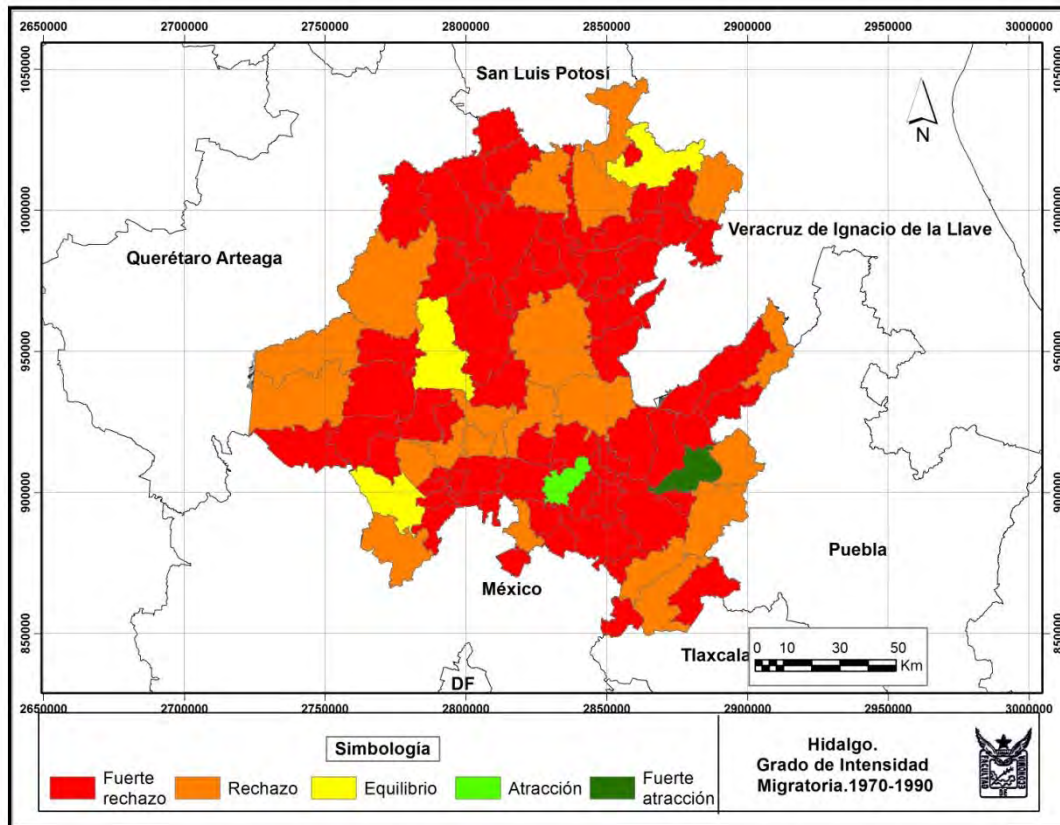 2650000 2700000 2750000 2800000 2850000 2900000 2950000 3000000
1050000 1050000
San Luis Potosí
N
1000000 1000000
Veracruz de Ignacio de la Llave
Querétaro Arteaga
950000 950000
900000 900000
Puebla
México
850000 850000
0 10 30 50
Km
Tlaxcala
DF
2650000 2700000 2750000 2800000 2850000 2900000 2950000 3000000
Simbología
Fuerte
rechazo
Rechazo
Equilibrio
Atracción
Fuerte
atracción
Hidalgo.
Grado de Intensidad
Migratoria.1970-1990